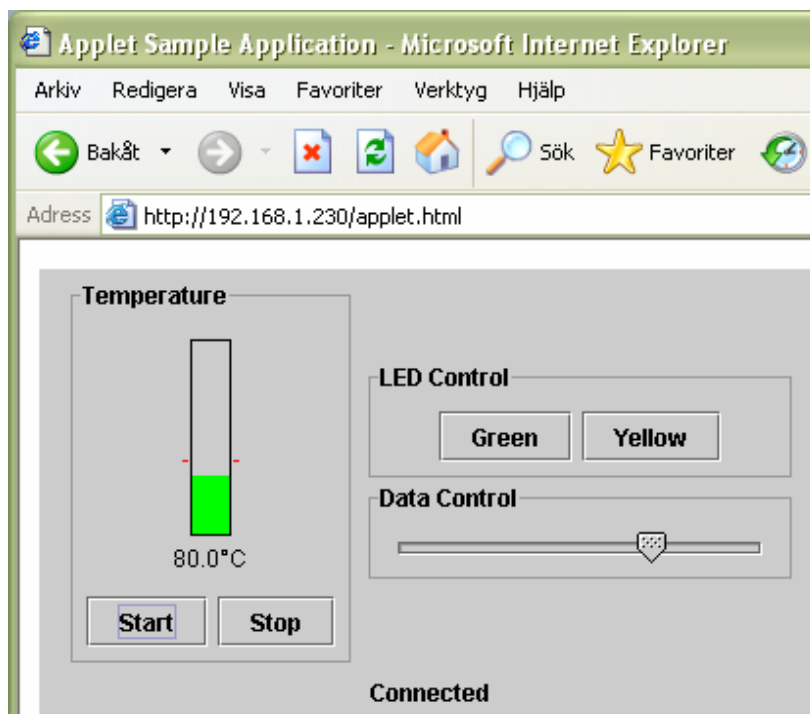 Applet Sample Application - Microsoft Internet Explorer
Arkiv Redigera Visa Favoriter Verktyg Hjälp
Bakåt Sök Favoriter
Adress http://192.168.1.230/applet.html
Temperature
LED Control
Green Yellow
Data Control
80.0°C
Start Stop
Connected